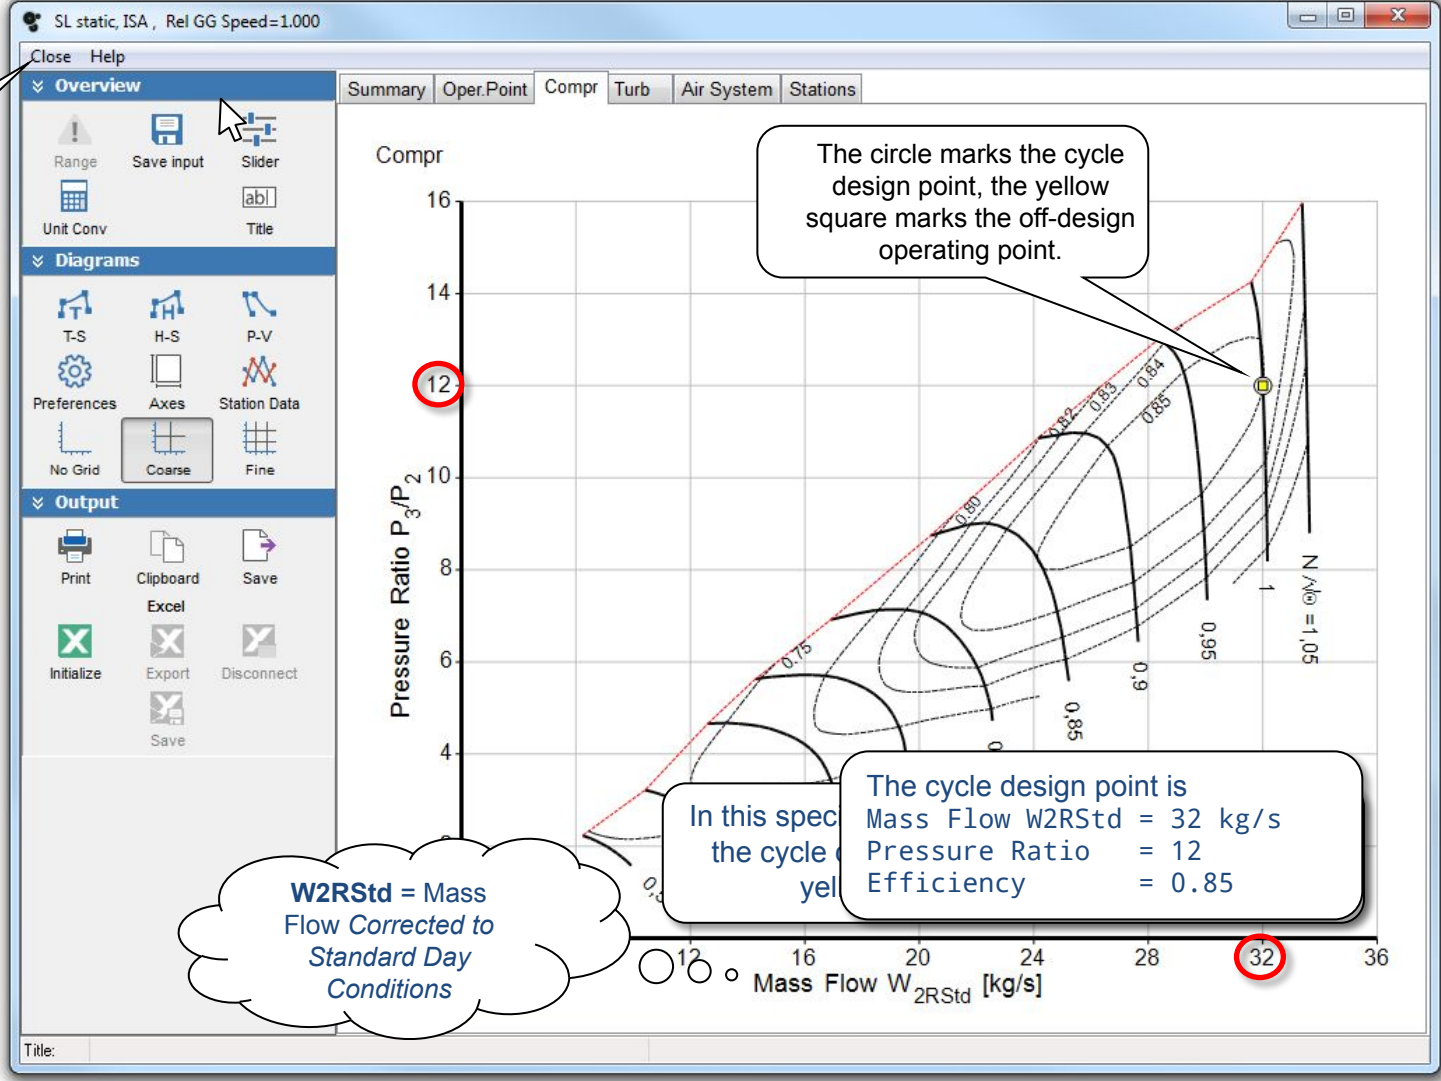 SL static, ISA , Rel GG Speed=1.000
Close Help
Overview
Range Save input Slider
abl
Unit Conv Title
Diagrams
T H
T-S H-S P-V
Preferences Axes Station Data
No Grid Coarse Fine
Output
Print Clipboard Save
Excel
Initialize Export Disconnect
Save
Title:
Summary Oper.Point Compr Turb Air System Stations
Compr
The circle marks the cycle
design point, the yellow
square marks the off-design
operating point.
16
14
12
10
8
6
4
Pressure Ratio P3/P2
0.75
0.80
0.82
0.83
0.84
0.85
0,85
0,9
0,95
1
N /√Θ =1,05
In this speci
the cycle
yel
The cycle design point is
Mass Flow W2RStd = 32 kg/s
Pressure Ratio = 12
Efficiency = 0.85
W2RStd = Mass
Flow Corrected to
Standard Day
Conditions
12 16 20 24 28 32 36
Mass Flow W2RStd [kg/s]